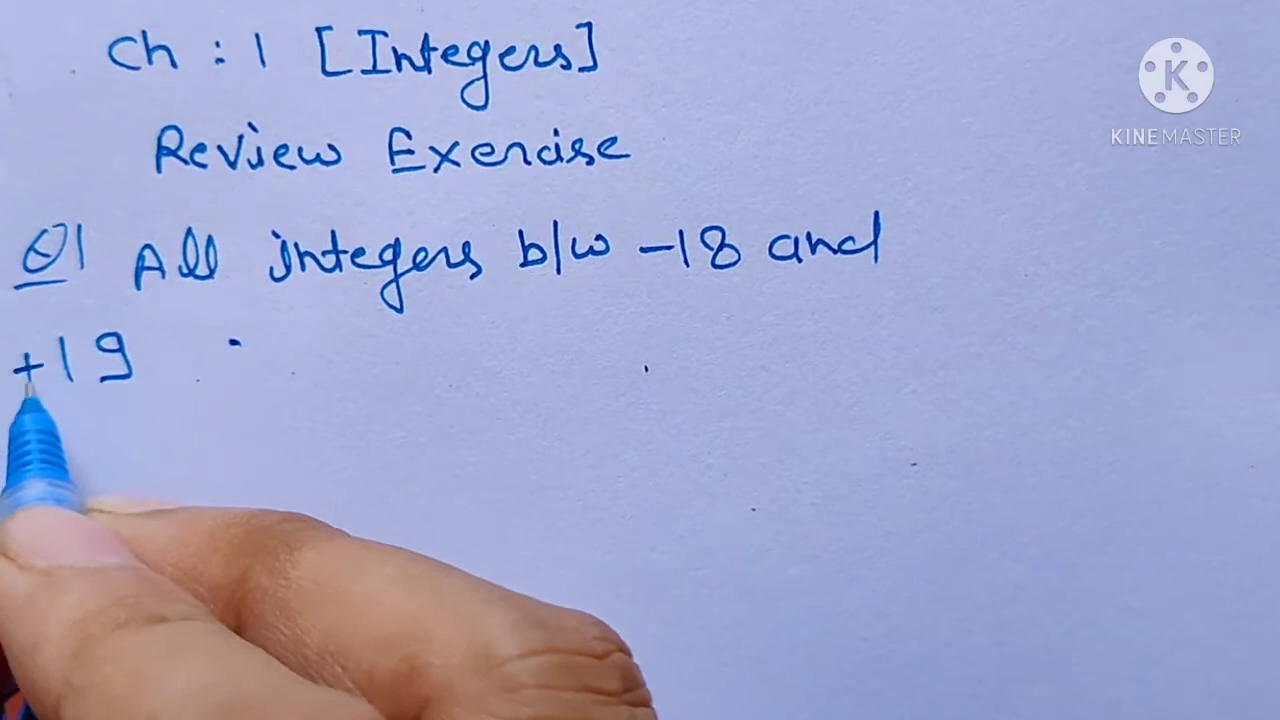 Ch : 1 [Integers]
K
KINEMASTER
Review Exercise
Q1 All integers b/w -18 and
+19